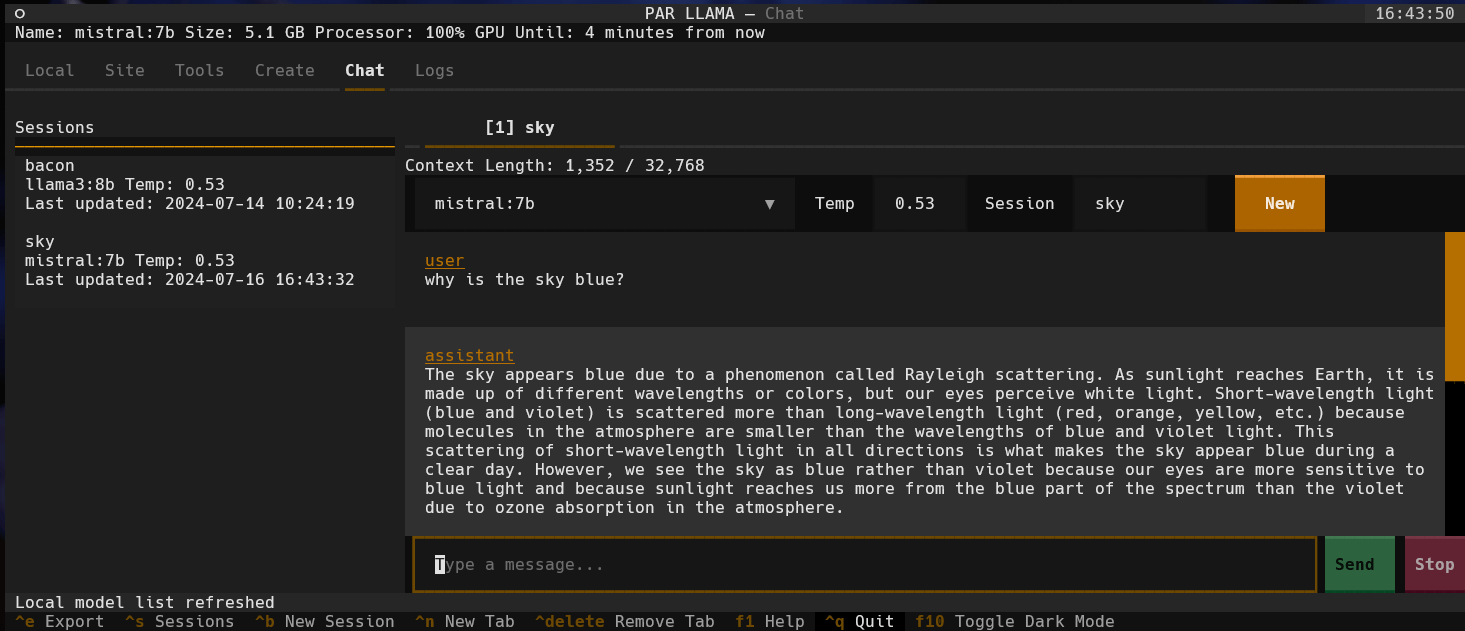 PAR LLAMA — Chat 16:43:50
Name: mistral:7b Size: 5.1 GB Processor: 100% GPU Until: 4 minutes from now
Local Site Tools Create Chat Logs
Sessions
bacon
llama3:8b Temp: 0.53
Last updated: 2024-07-14 10:24:19
sky
mistral:7b Temp: 0.53
Last updated: 2024-07-16 16:43:32
[1] sky
Context Length: 1,352 / 32,768
mistral:7b ▼ Temp 0.53 Session sky New
user
why is the sky blue?
assistant
The sky appears blue due to a phenomenon called Rayleigh scattering. As sunlight reaches Earth, it is
made up of different wavelengths or colors, but our eyes perceive white light. Short-wavelength light
(blue and violet) is scattered more than long-wavelength light (red, orange, yellow, etc.) because
molecules in the atmosphere are smaller than the wavelengths of blue and violet light. This
scattering of short-wavelength light in all directions is what makes the sky appear blue during a
clear day. However, we see the sky as blue rather than violet because our eyes are more sensitive to
blue light and because sunlight reaches us more from the blue part of the spectrum than the violet
due to ozone absorption in the atmosphere.
Type a message... Send Stop
Local model list refreshed
^e Export ^s Sessions ^b New Session ^n New Tab ^delete Remove Tab f1 Help ^q Quit f10 Toggle Dark Mode